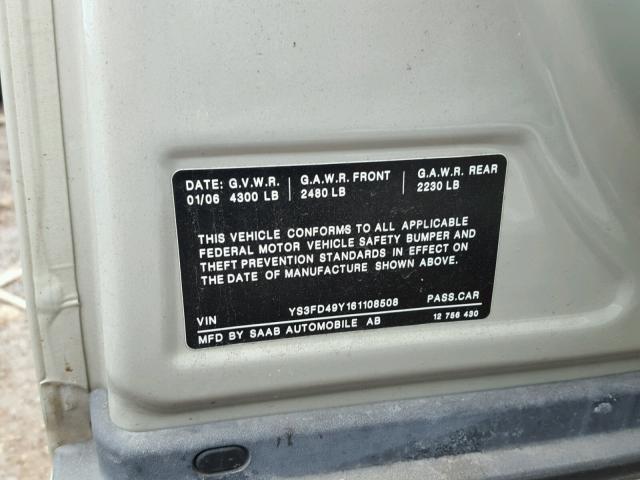 DATE: G.V.W.R. G.A.W.R. FRONT G.A.W.R. REAR
01/06 4300 LB 2480 LB 2230 LB
THIS VEHICLE CONFORMS TO ALL APPLICABLE
FEDERAL MOTOR VEHICLE SAFETY BUMPER AND
THEFT PREVENTION STANDARDS IN EFFECT ON
THE DATE OF MANUFACTURE SHOWN ABOVE.
VIN YS3FD49Y161108508 PASS.CAR
MFD BY SAAB AUTOMOBILE AB 12 756 430